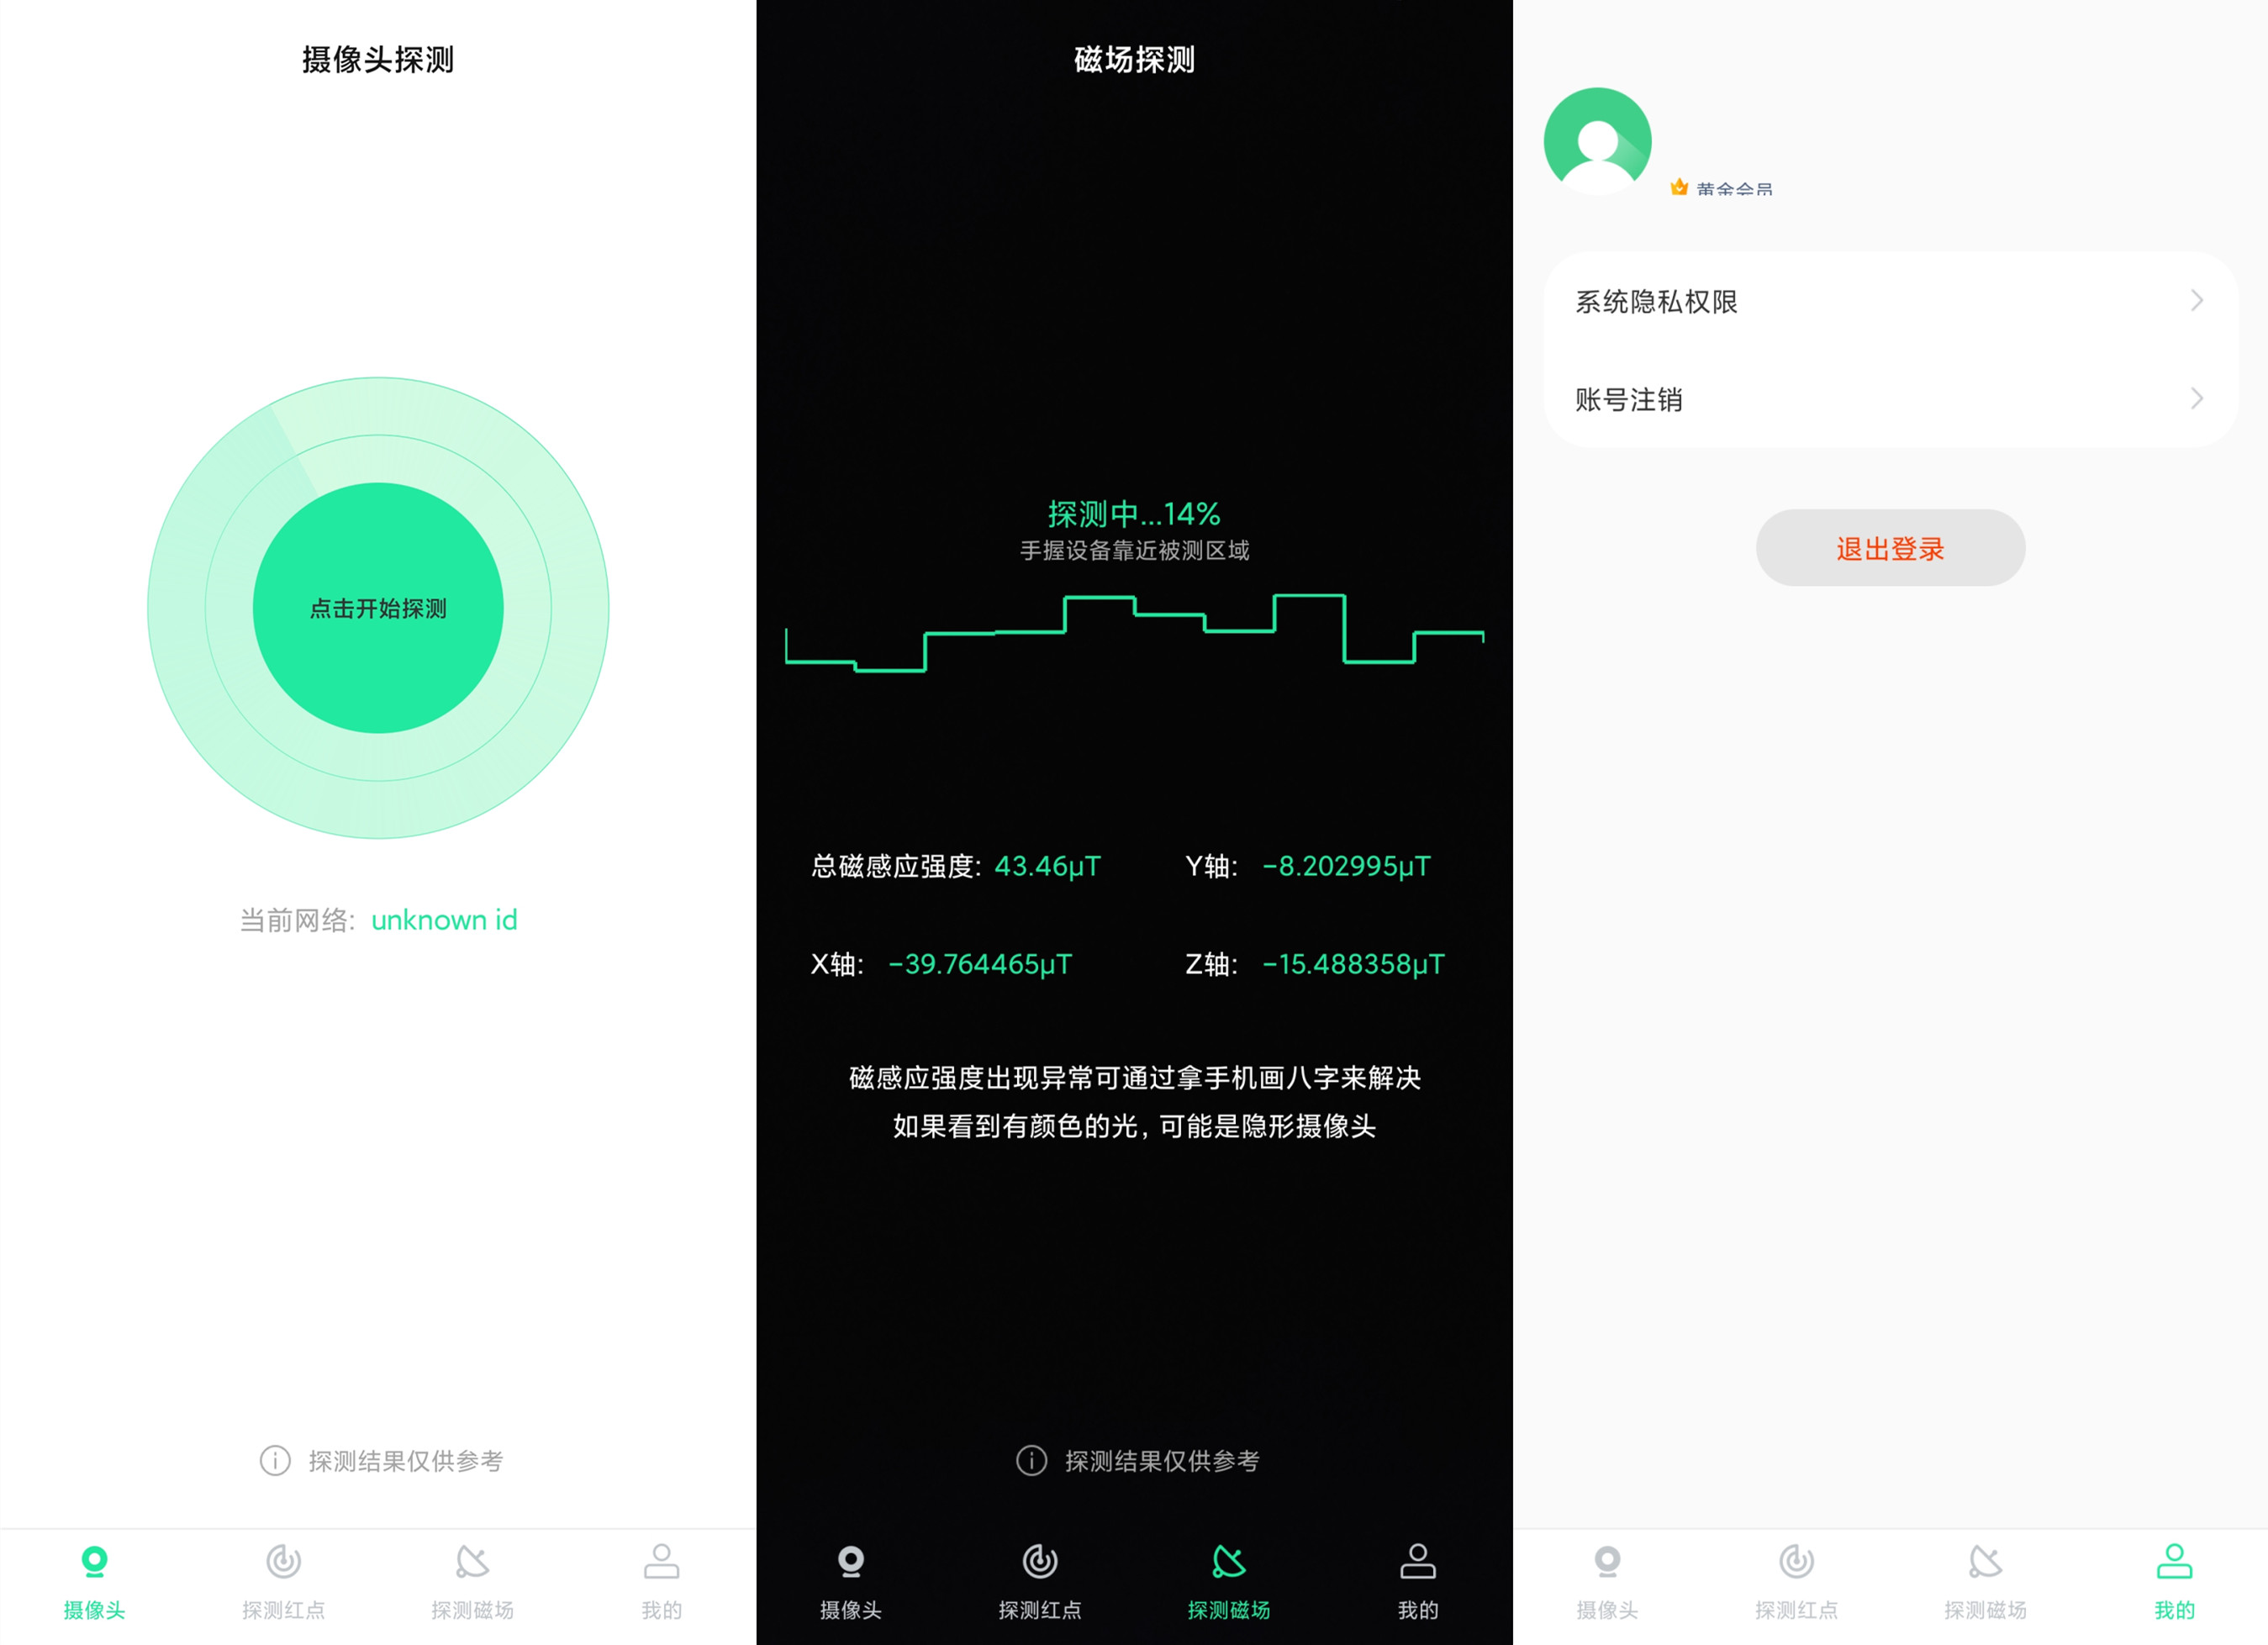 摄像头探测
点击开始探测
当前网络: unknown id
探测结果仅供参考
摄像头
探测红点
探测磁场
我的
磁场探测
探测中...14%
手握设备靠近被测区域
总磁感应强度: 43.46μT
Y轴: -8.202995μT
X轴: -39.764465μT
Z轴: -15.488358μT
磁感应强度出现异常可通过拿手机画八字来解决
如果看到有颜色的光，可能是隐形摄像头
探测结果仅供参考
摄像头
探测红点
探测磁场
我的
黄金会员
系统隐私权限
账号注销
退出登录
摄像头
探测红点
探测磁场
我的